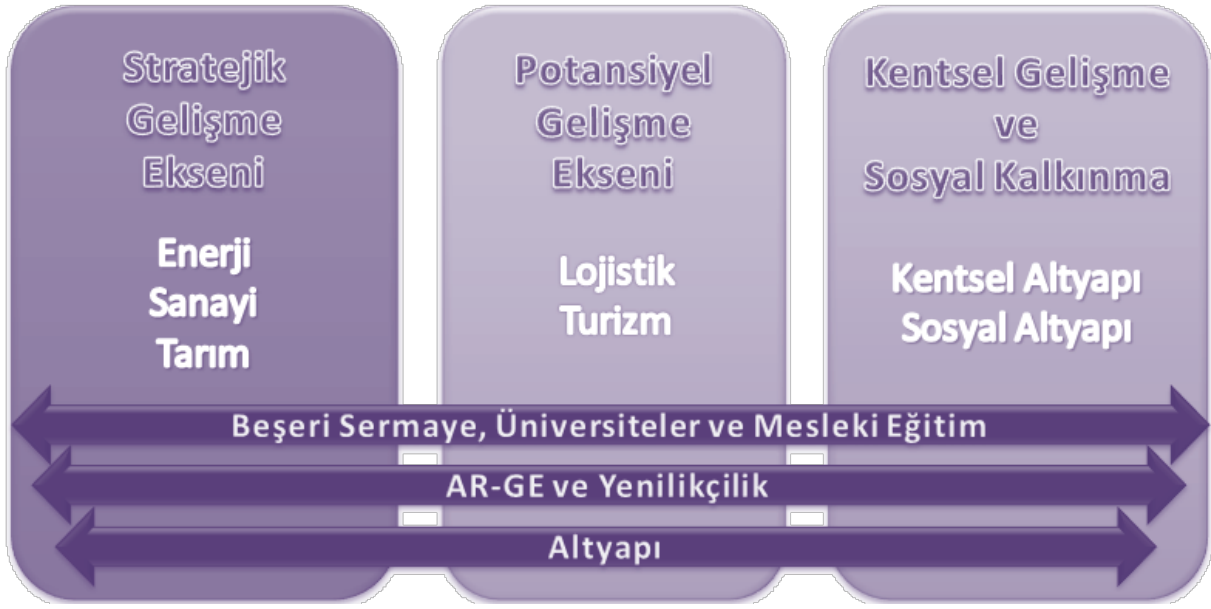 Stratejik
Gelişme
Ekseni
Enerji
Sanayi
Tarım
Potansiyel
Gelişme
Ekseni
Lojistik
Turizm
Kentsel Gelişme
ve
Sosyal Kalkınma
Kentsel Altyapı
Sosyal Altyapı
Beşeri Sermaye, Üniversiteler ve Mesleki Eğitim
AR-GE ve Yenilikçilik
Altyapı